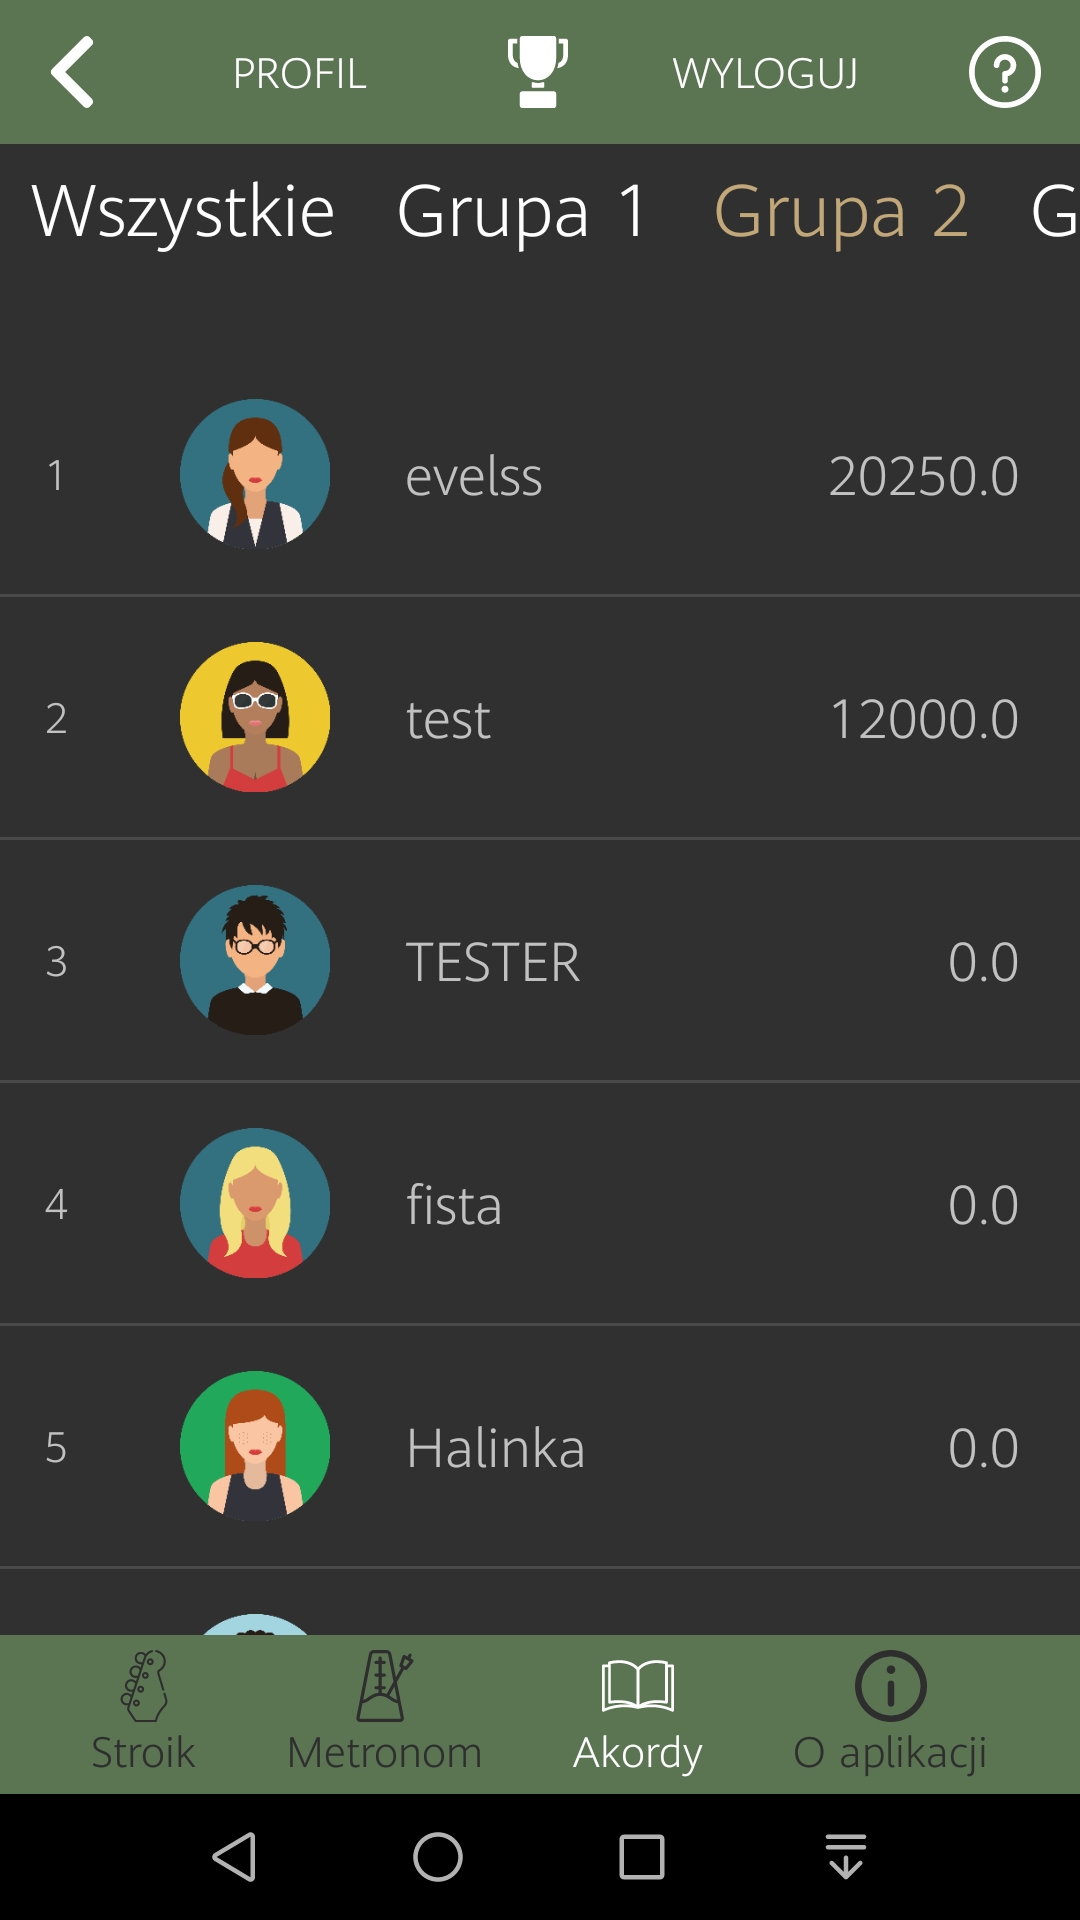 PROFIL WYLOGUJ
Wszystkie Grupa 1 Grupa 2 G
1 evelss 20250.0
2 test 12000.0
3 TESTER 0.0
4 fista 0.0
5 Halinka 0.0
Stroik Metronom Akordy O aplikacji